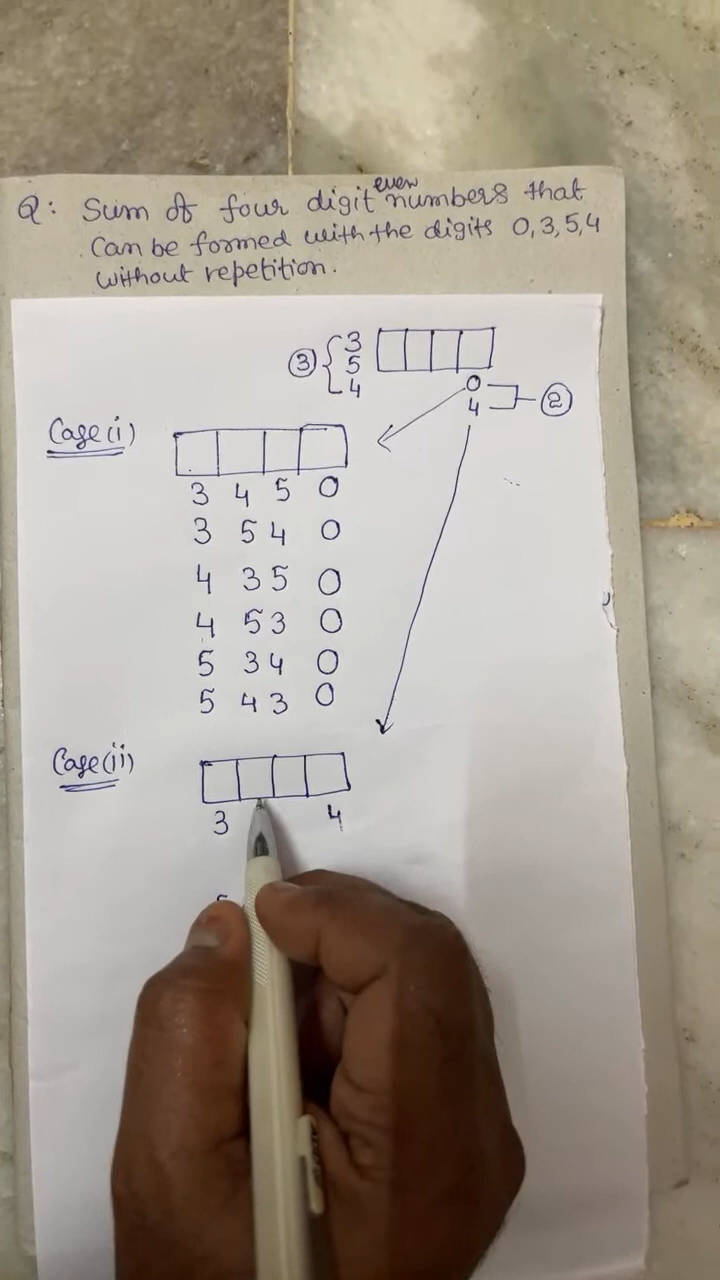 Q: Sum of four digit even numbers that
can be formed with the digits 0,3,5,4
without repetition.
3
③ 5
4
0
4 ②
Case(i)
3 4 5 0
3 5 4 0
4 3 5 0
4 5 3 0
5 3 4 0
5 4 3 0
Case(ii)
3 4